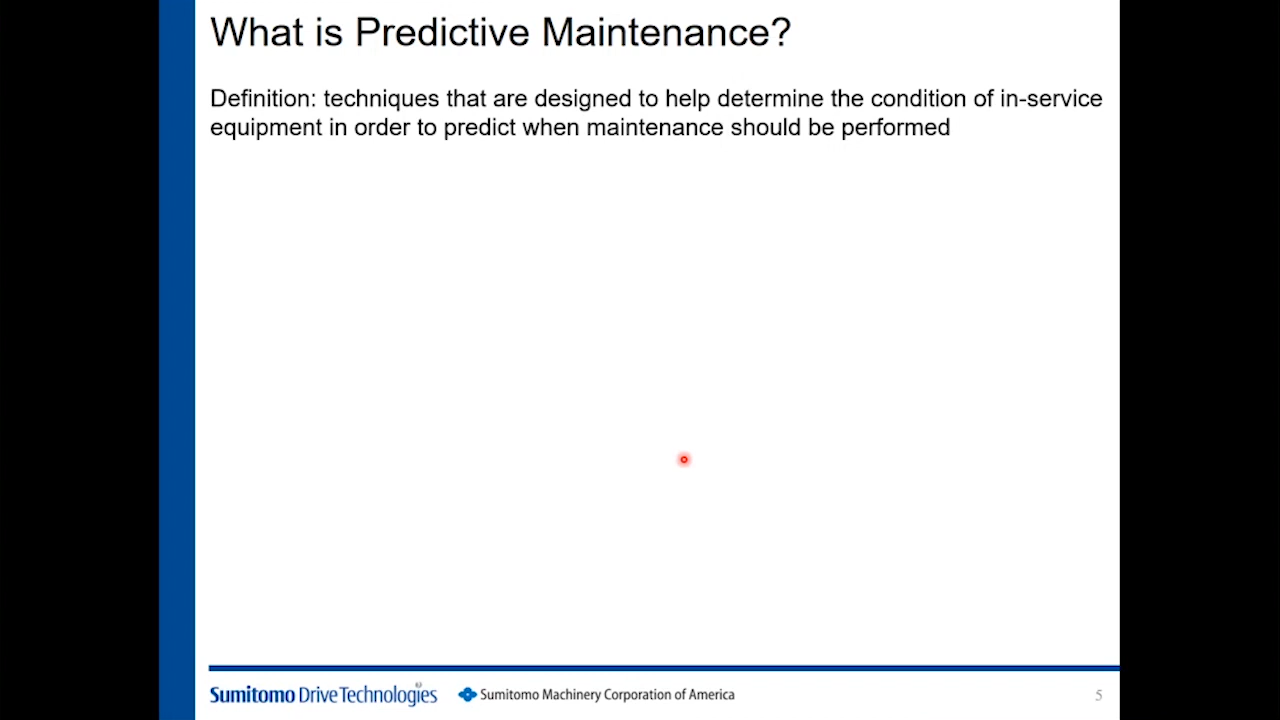 What is Predictive Maintenance?
Definition: techniques that are designed to help determine the condition of in-service
equipment in order to predict when maintenance should be performed
Sumitomo Drive Technologies Sumitomo Machinery Corporation of America 5